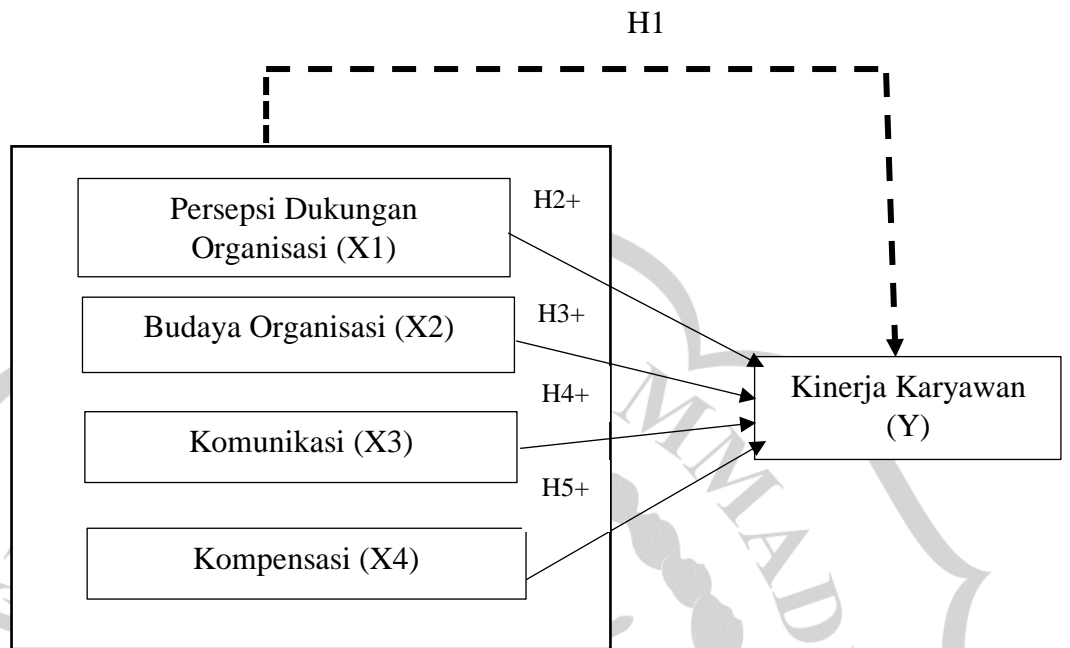 H1
Persepsi Dukungan
Organisasi (X1)
H2+
Budaya Organisasi (X2)
H3+
Kinerja Karyawan
(Y)
H4+
Komunikasi (X3)
H5+
Kompensasi (X4)